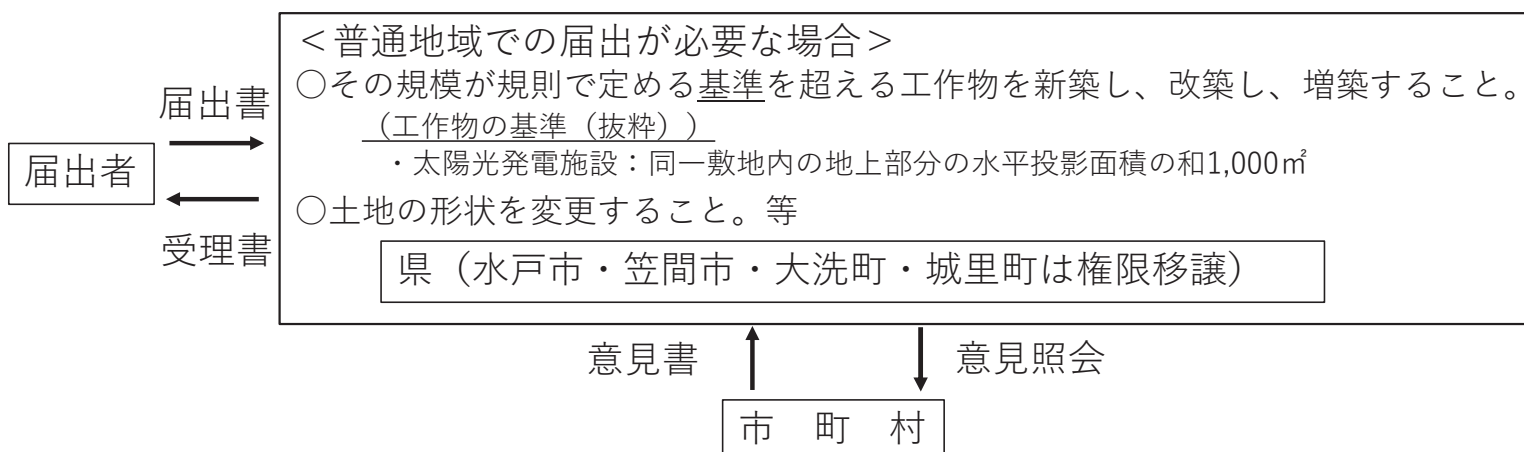 ＜普通地域での届出が必要な場合＞
○その規模が規則で定める基準を超える工作物を新築し、改築し、増築すること。
（工作物の基準（抜粋））
・太陽光発電施設：同一敷地内の地上部分の水平投影面積の和1,000㎡
○土地の形状を変更すること。等
県（水戸市・笠間市・大洗町・城里町は権限移譲）
届出書
届出者
受理書
意見書
意見照会
市　町　村